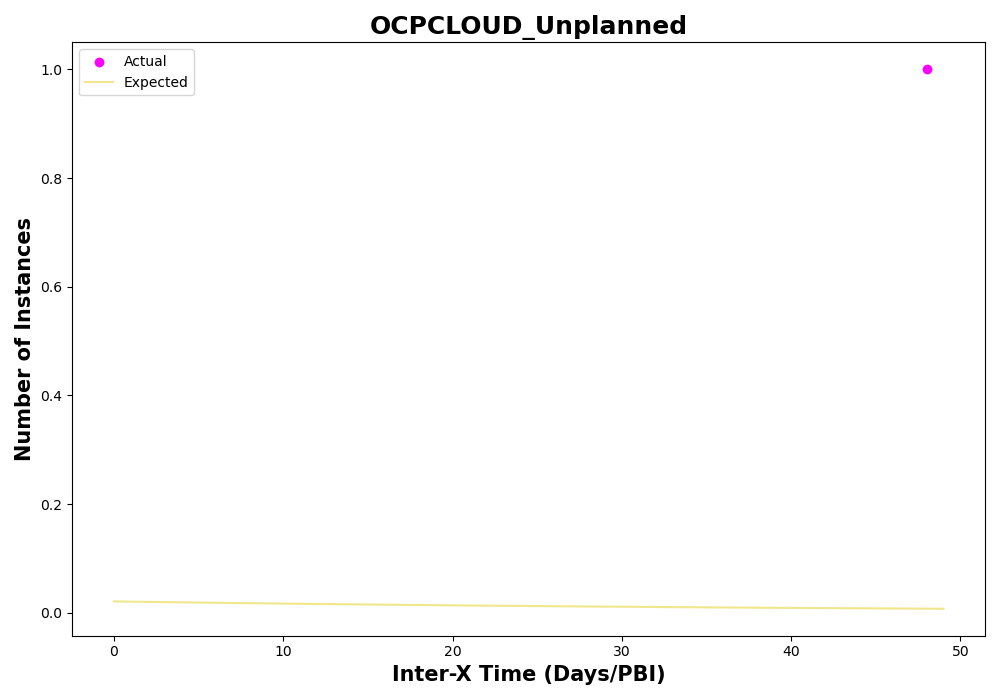 OCPCLOUD_Unplanned
Actual
Expected
Number of Instances
1.0
0.8
0.6
0.4
0.2
0.0
0 10 20 30 40 50
Inter-X Time (Days/PBI)